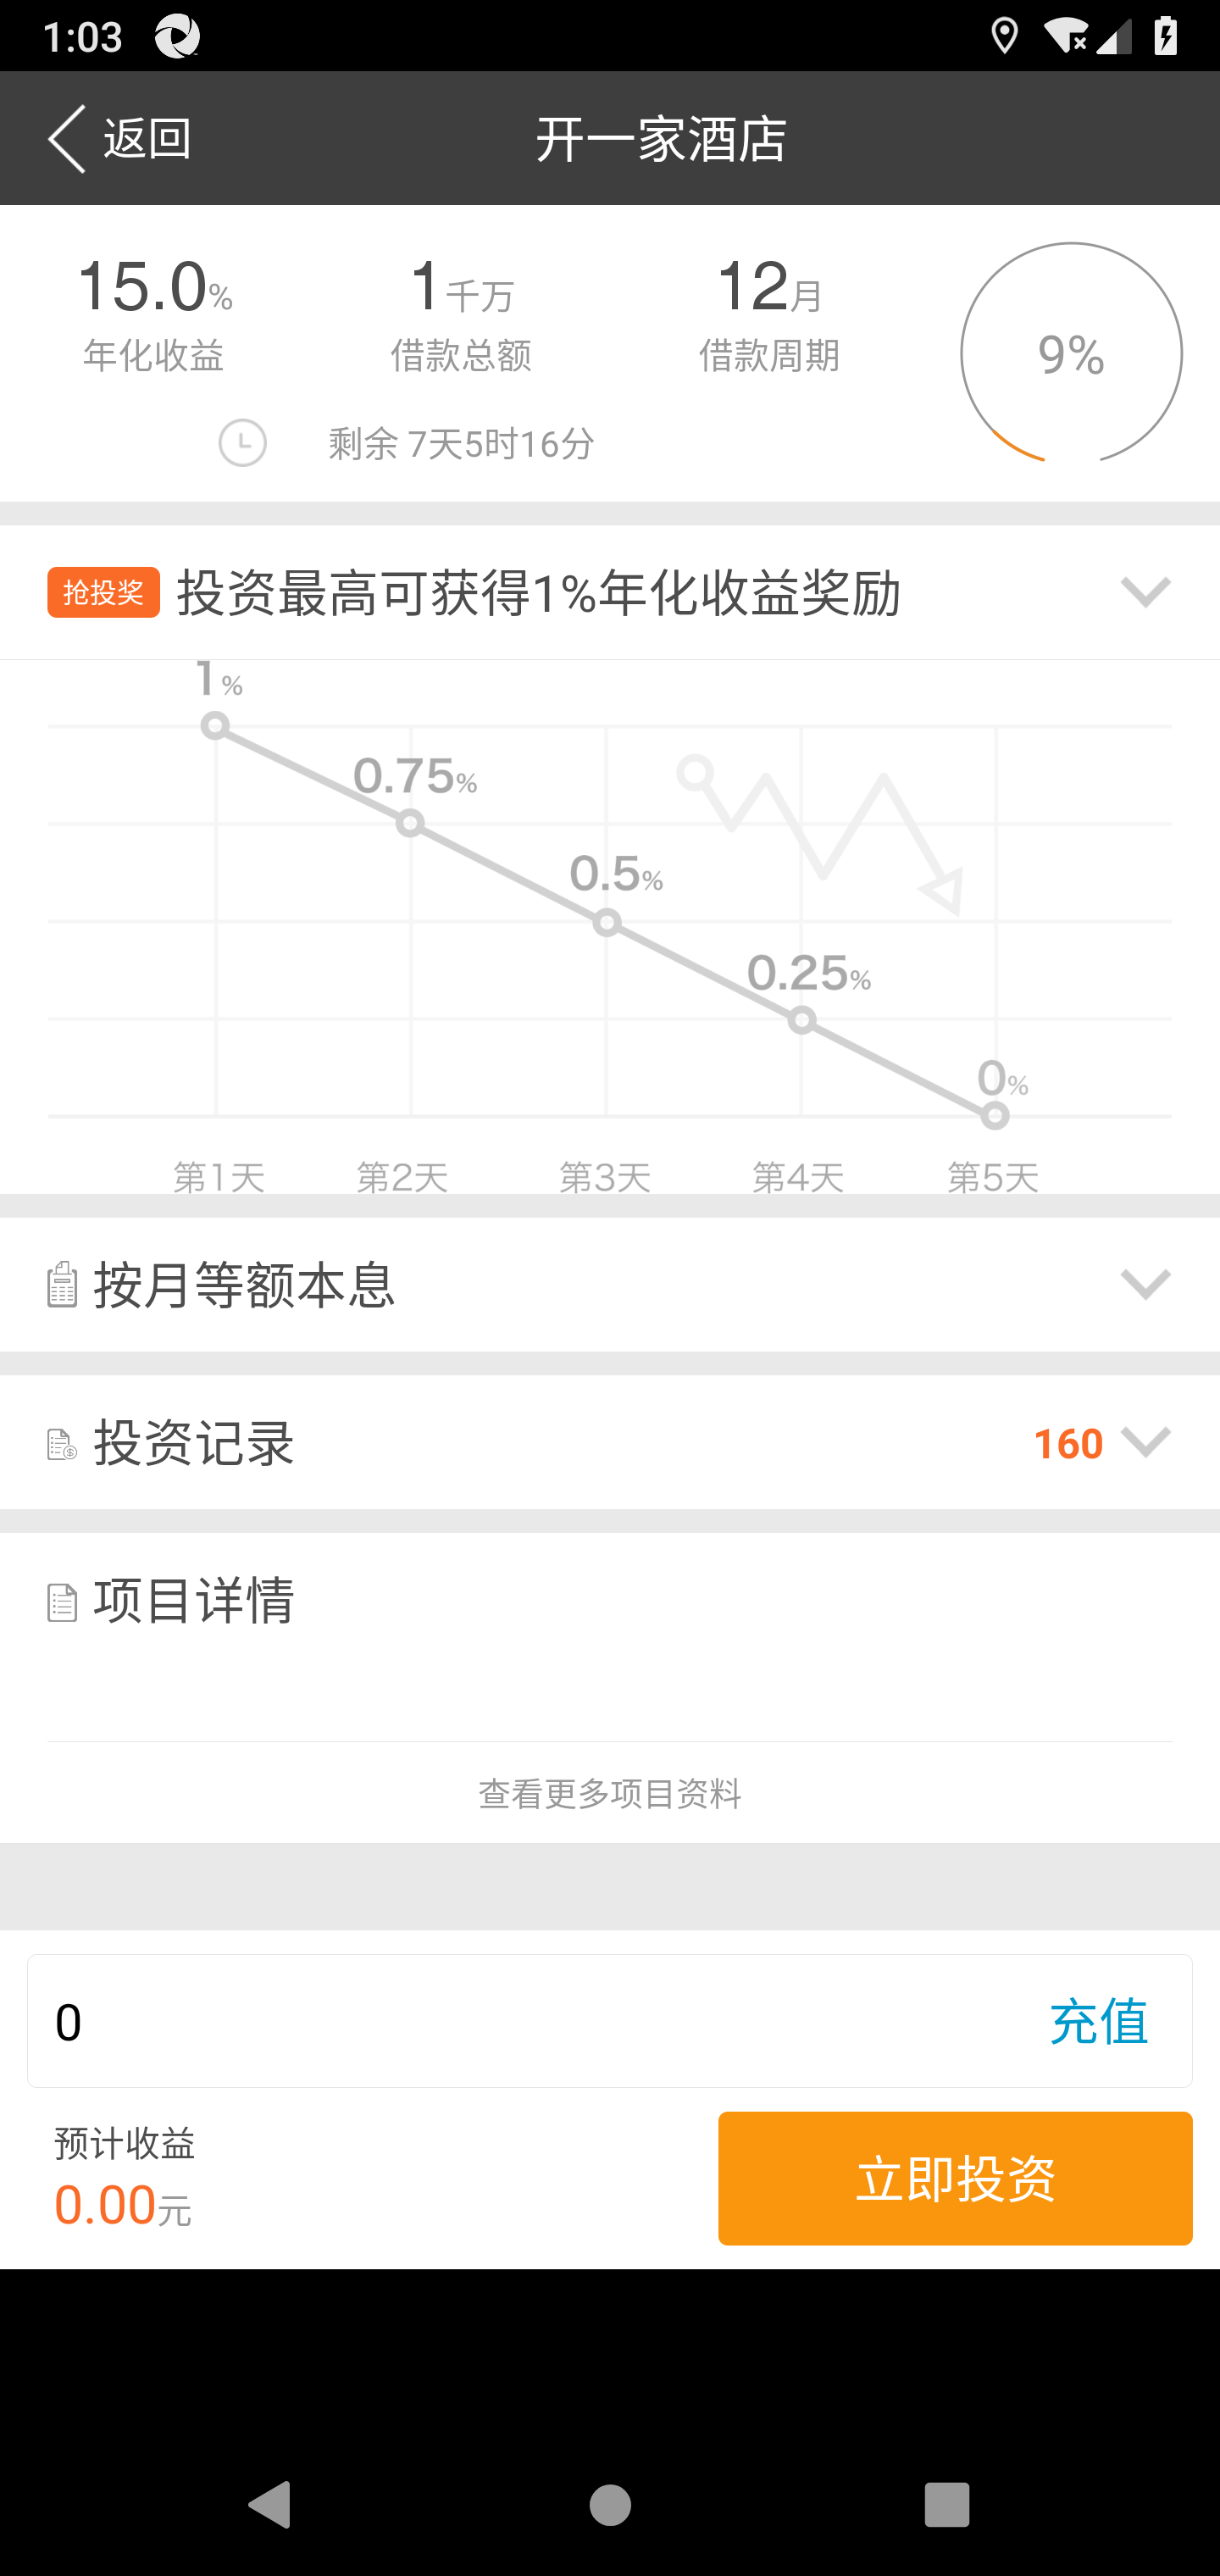 1:03
返回
开一家酒店
15.0% 1千万 12月
年化收益 借款总额 借款周期
9%
剩余 7天5时16分
抢投奖 投资最高可获得1%年化收益奖励
1%
0.75%
0.5%
0.25%
0%
第1天 第2天 第3天 第4天 第5天
按月等额本息
投资记录 160
项目详情
查看更多项目资料
0 充值
预计收益
0.00元
立即投资